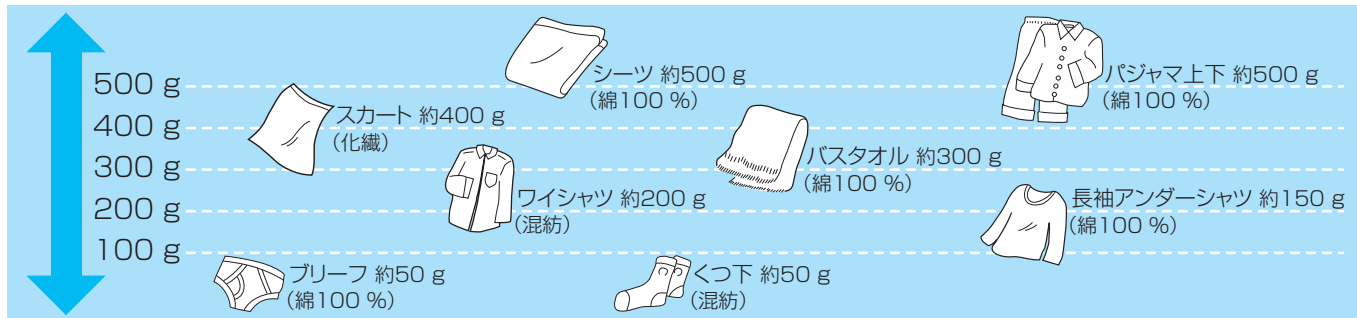 500 g
400 g
300 g
200 g
100 g
シーツ 約500 g
（綿100 %）
パジャマ上下 約500 g
（綿100 %）
スカート 約400 g
（化繊）
バスタオル 約300 g
（綿100 %）
ワイシャツ 約200 g
（混紡）
長袖アンダーシャツ 約150 g
（綿100 %）
ブリーフ 約50 g
（綿100 %）
くつ下 約50 g
（混紡）